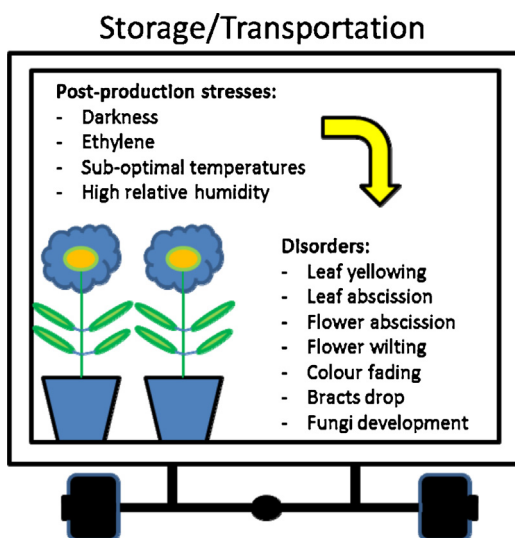 Storage/Transportation
Post-production stresses:
- Darkness
- Ethylene
- Sub-optimal temperatures
- High relative humidity
Disorders:
- Leaf yellowing
- Leaf abscission
- Flower abscission
- Flower wilting
- Colour fading
- Bracts drop
- Fungi development